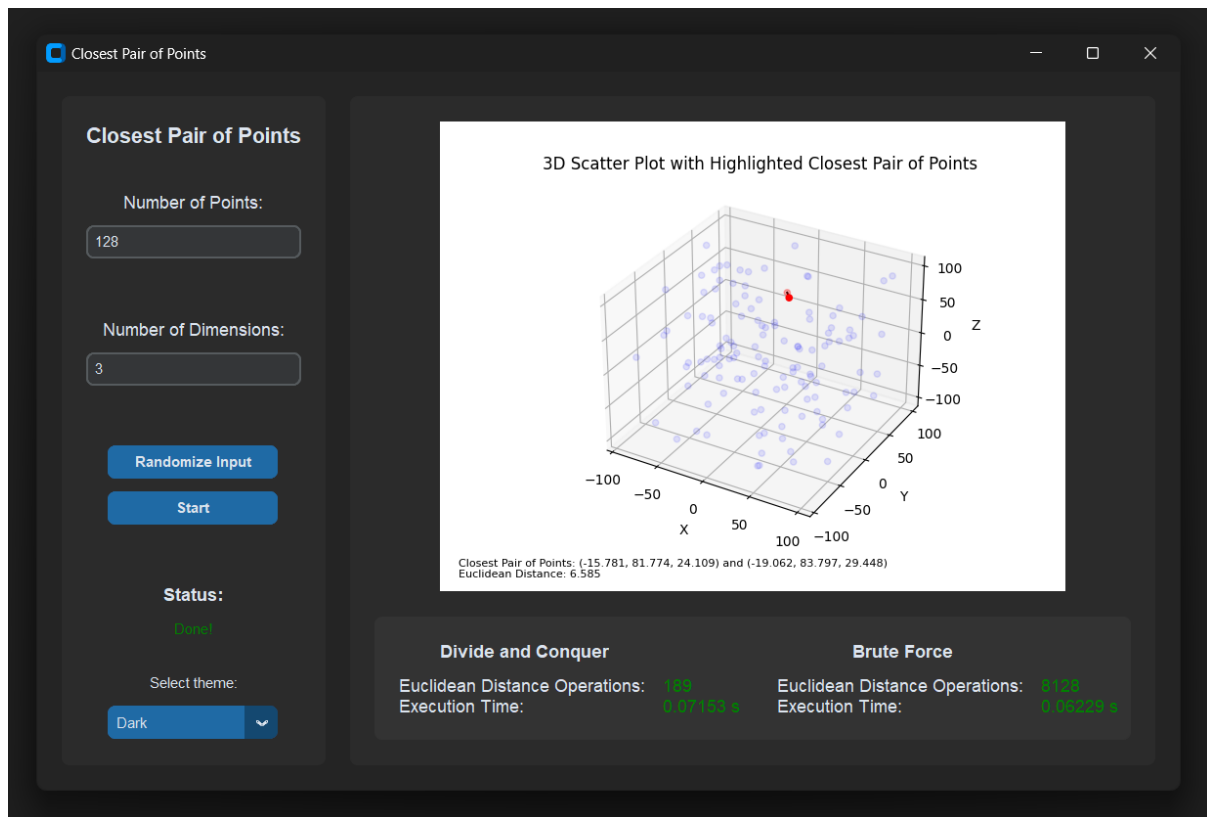 Closest Pair of Points
Closest Pair of Points
Number of Points:
128
Number of Dimensions:
3
Randomize Input
Start
Status:
Done!
Select theme:
Dark
3D Scatter Plot with Highlighted Closest Pair of Points
100
50
0
−50
−100
Z
100
50
0
−50
−100
Y
−100
−50
0
50
100
X
Closest Pair of Points: (-15.781, 81.774, 24.109) and (-19.062, 83.797, 29.448)
Euclidean Distance: 6.585
Divide and Conquer
Euclidean Distance Operations: 189
Execution Time: 0.07153 s
Brute Force
Euclidean Distance Operations: 8128
Execution Time: 0.06229 s